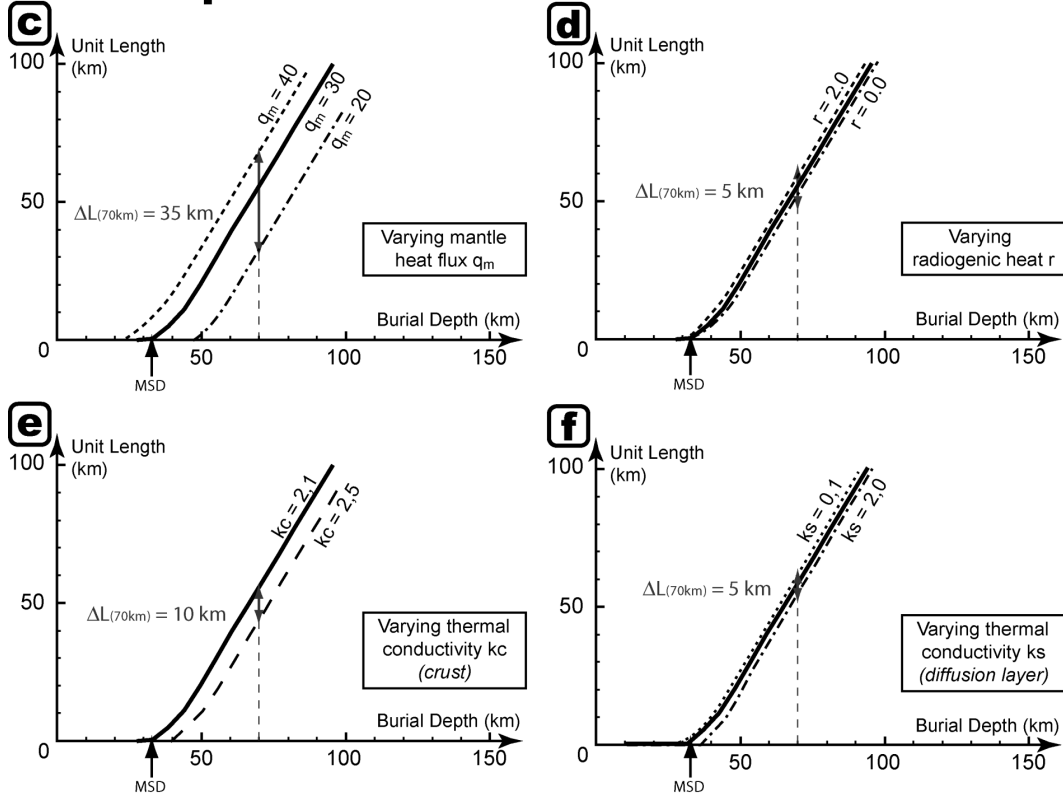 c
Unit Length
(km)
100
50
0
qm = 40
qm = 30
qm = 20
ΔL(70km) = 35 km
Varying mantle
heat flux qm
Burial Depth (km)
50
100
150
MSD
d
Unit Length
(km)
100
50
0
r = 2.0
r = 0.0
ΔL(70km) = 5 km
Varying
radiogenic heat r
Burial Depth (km)
50
100
150
MSD
e
Unit Length
(km)
100
50
0
kc = 2,1
kc = 2,5
ΔL(70km) = 10 km
Varying thermal
conductivity kc
(crust)
Burial Depth (km)
50
100
150
MSD
f
Unit Length
(km)
100
50
0
ks = 0,1
ks = 2,0
ΔL(70km) = 5 km
Varying thermal
conductivity ks
(diffusion layer)
Burial Depth (km)
50
100
150
MSD